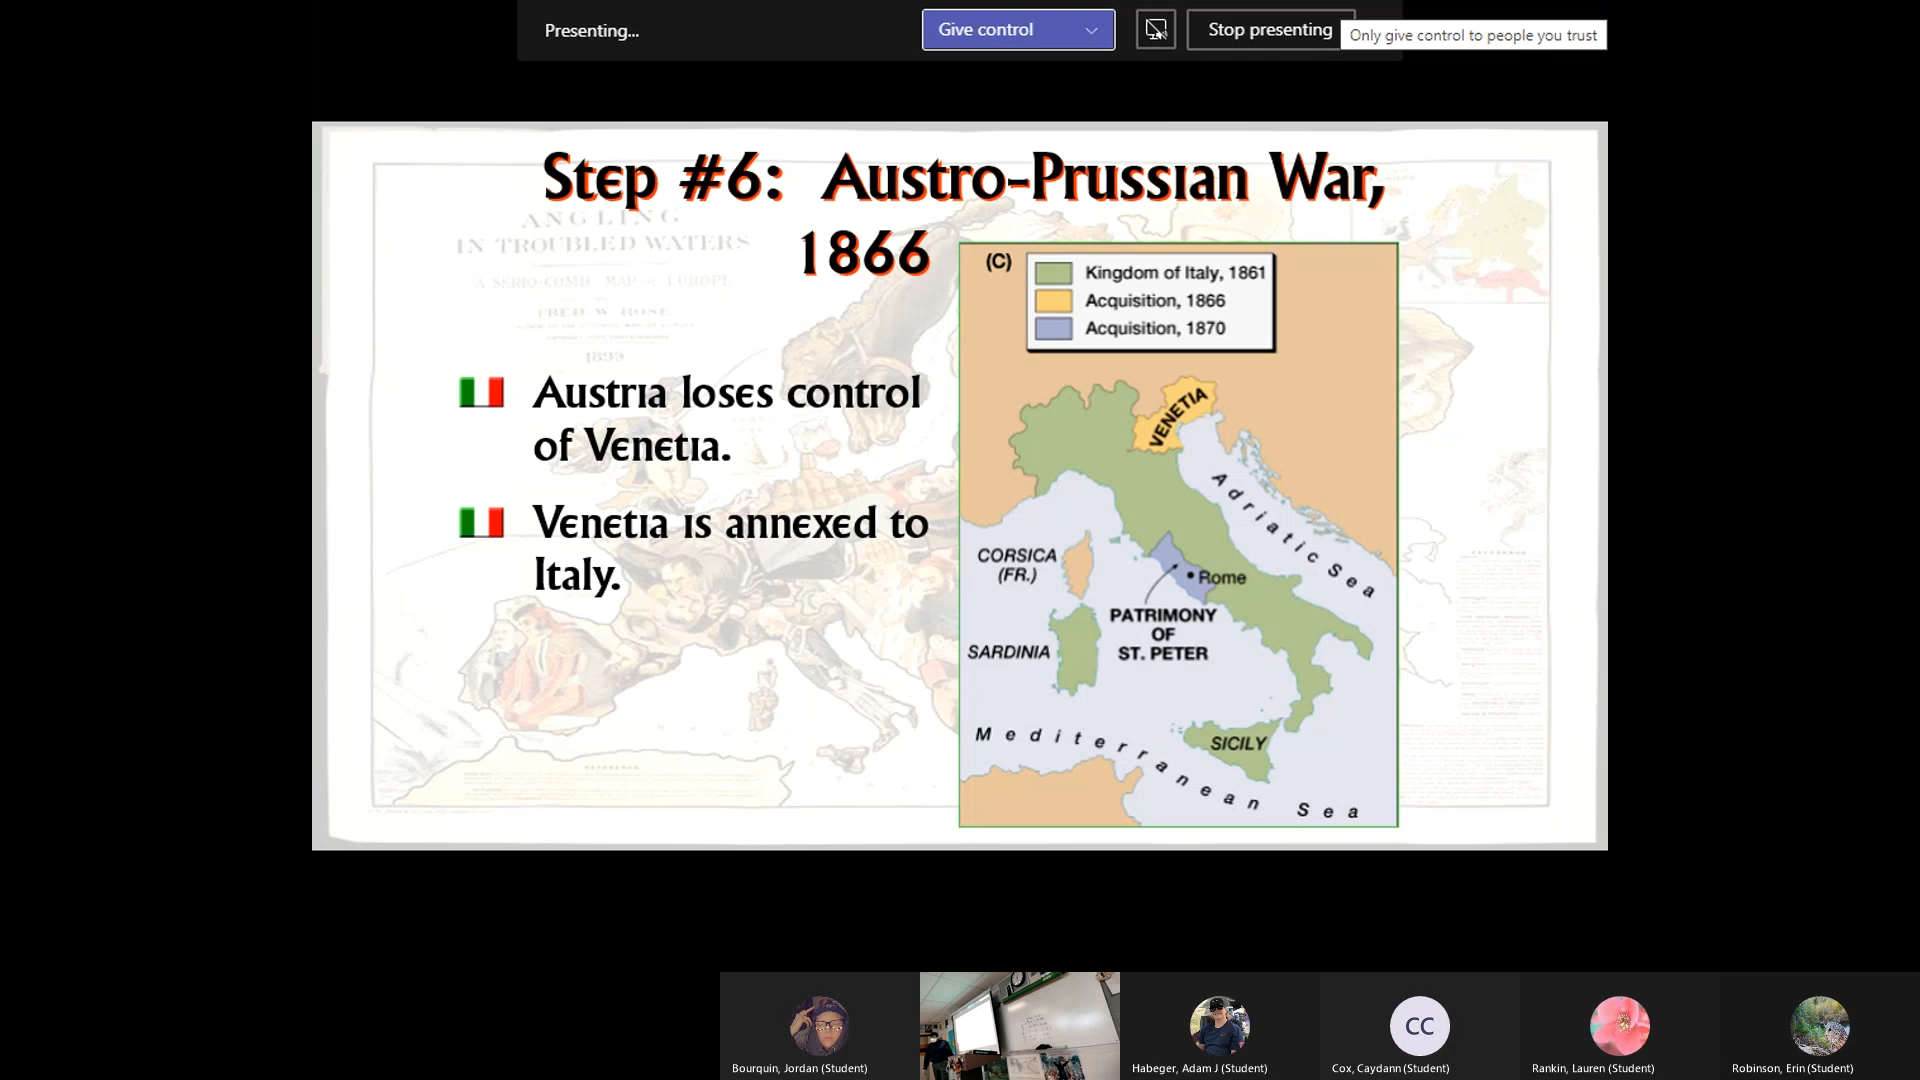 Presenting...
Give control
Stop presenting
Only give control to people you trust
Step #6: Austro-Prussian War,
1866
ANGLING
IN TROUBLED WATERS
A SERIO-COMIC MAP OF EUROPE
BY
FRED W. ROSE
1899
Austria loses control
of Venetia.
Venetia is annexed to
Italy.
(C)
Kingdom of Italy, 1861
Acquisition, 1866
Acquisition, 1870
VENETIA
Adriatic Sea
CORSICA
(FR.)
Rome
PATRIMONY
OF
ST. PETER
SARDINIA
SICILY
Mediterranean Sea
REFERENCE
REFERENCE
Bourquin, Jordan (Student)
Habeger, Adam J (Student)
CC
Cox, Caydann (Student)
Rankin, Lauren (Student)
Robinson, Erin (Student)